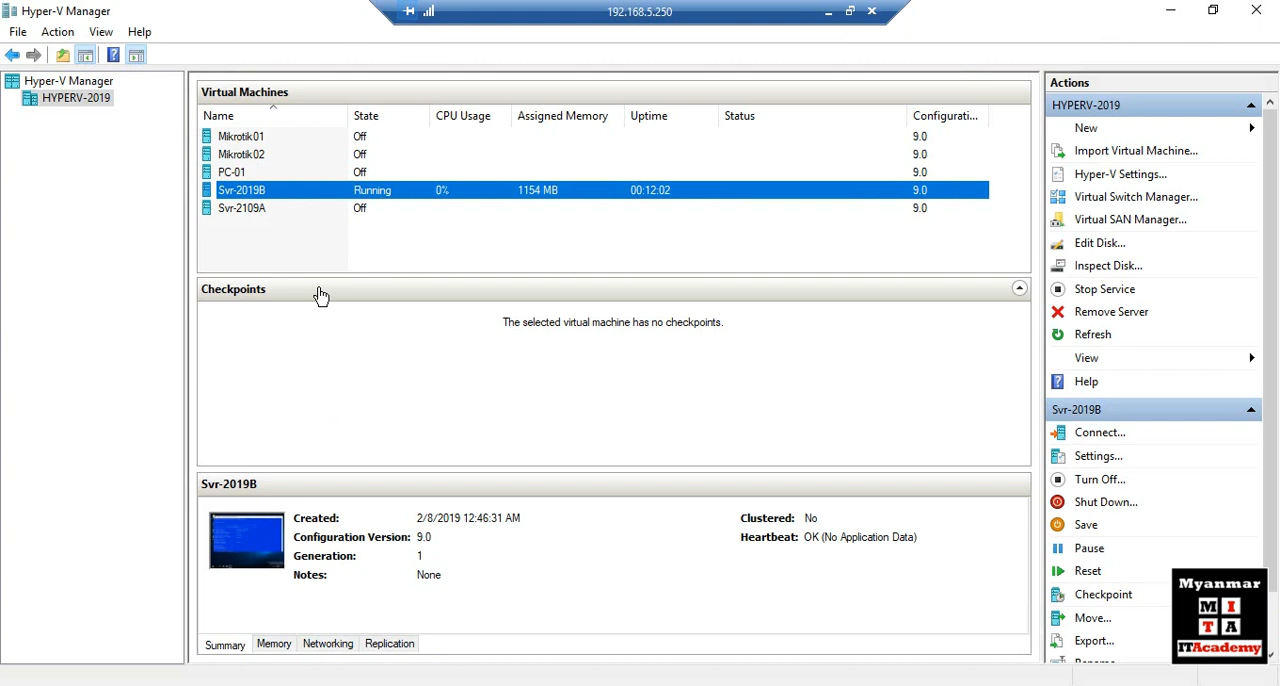 Hyper-V Manager
192.168.5.250
File Action View Help
Hyper-V Manager
HYPERV-2019
Virtual Machines
Name State CPU Usage Assigned Memory Uptime Status Configurati...
Mikrotik01 Off 9.0
Mikrotik02 Off 9.0
PC-01 Off 9.0
Svr-2019B Running 0% 1154 MB 00:12:02 9.0
Svr-2109A Off 9.0
Checkpoints
The selected virtual machine has no checkpoints.
Svr-2019B
Created: 2/8/2019 12:46:31 AM Clustered: No
Configuration Version: 9.0 Heartbeat: OK (No Application Data)
Generation: 1
Notes: None
Summary Memory Networking Replication
Actions
HYPERV-2019
New
Import Virtual Machine...
Hyper-V Settings...
Virtual Switch Manager...
Virtual SAN Manager...
Edit Disk...
Inspect Disk...
Stop Service
Remove Server
Refresh
View
Help
Svr-2019B
Connect...
Settings...
Turn Off...
Shut Down...
Save
Pause
Reset
Checkpoint
Move...
Export...
Myanmar
M I
T A
ITAcademy